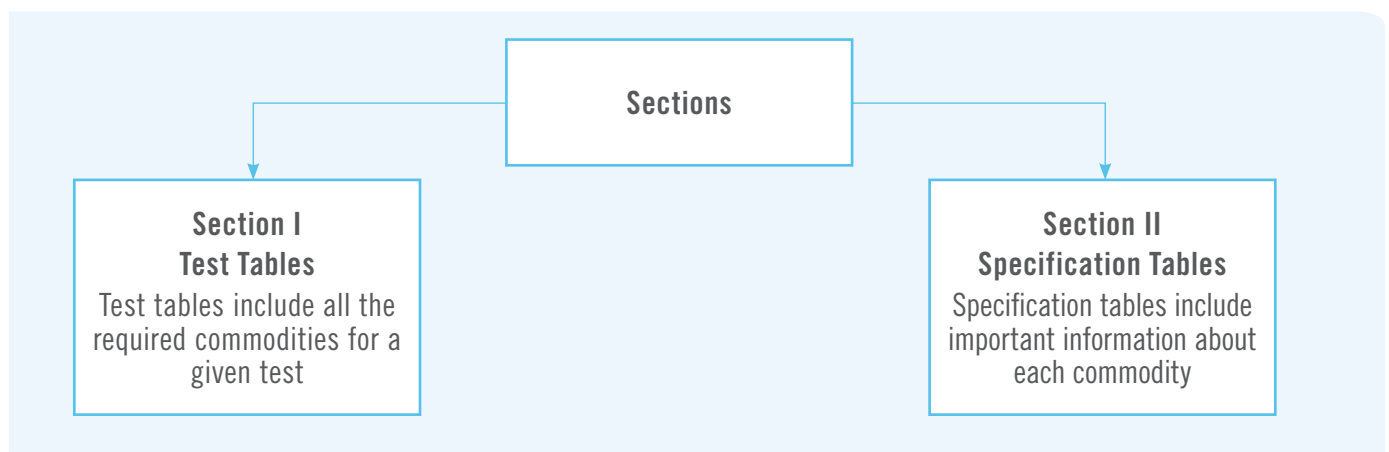 Sections
Section I
Test Tables
Test tables include all the
required commodities for a
given test
Section II
Specification Tables
Specification tables include
important information about
each commodity